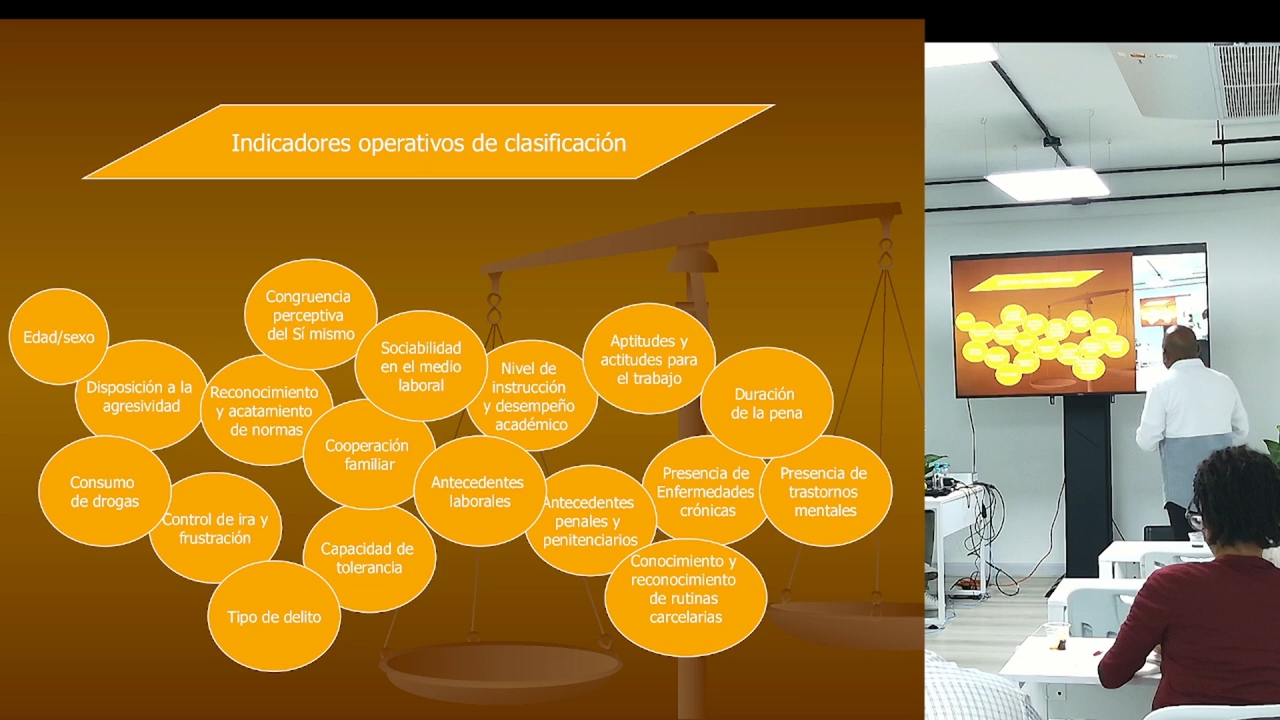 Indicadores operativos de clasificación
Edad/sexo
Disposición a la
agresividad
Congruencia
perceptiva
del Sí mismo
Reconocimiento
y acatamiento
de normas
Sociabilidad
en el medio
laboral
Nivel de
instrucción
y desempeño
académico
Aptitudes y
actitudes para
el trabajo
Duración
de la pena
Consumo
de drogas
Control de ira y
frustración
Cooperación
familiar
Antecedentes
laborales
Antecedentes
penales y
penitenciarios
Presencia de
Enfermedades
crónicas
Presencia de
trastornos
mentales
Capacidad de
tolerancia
Tipo de delito
Conocimiento y
reconocimiento
de rutinas
carcelarias